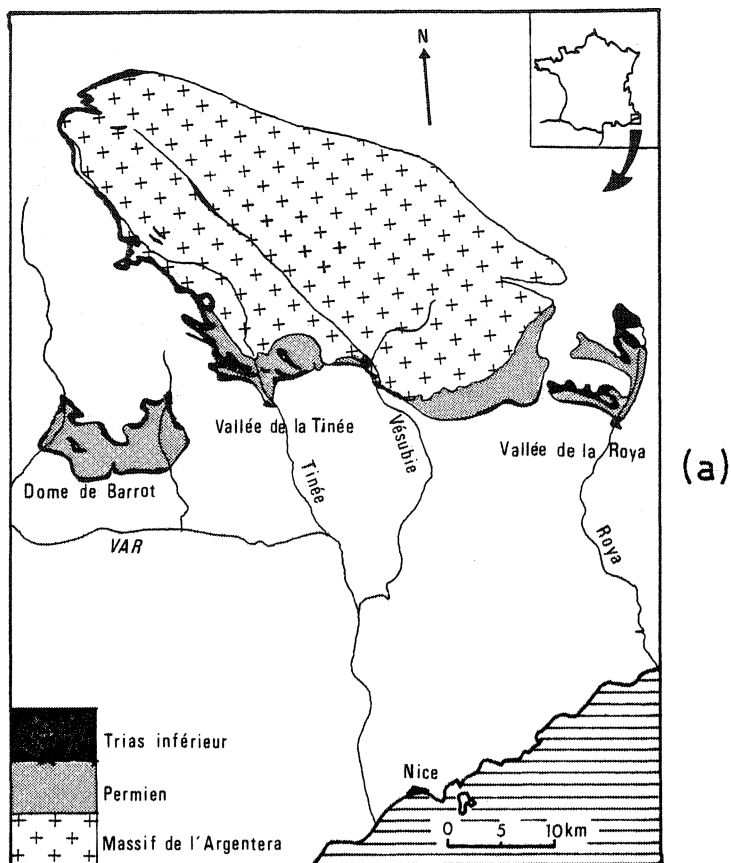 N
Vallée de la Tinée
Vésubie
Vallée de la Roya
(a)
Dome de Barrot
Tinée
VAR
Roya
Trias inférieur
Nice
Permien
0 5 10km
Massif de l'Argentera